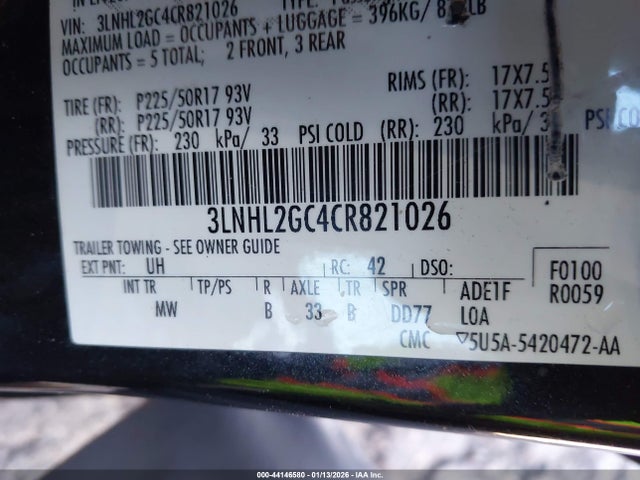 VIN: 3LNHL2GC4CR821026 TYPE:
MAXIMUM LOAD = OCCUPANTS + LUGGAGE = 396KG/ LB
OCCUPANTS = 5 TOTAL; 2 FRONT, 3 REAR
RIMS (FR): 17X7.5
TIRE (FR): P225/50R17 93V
(RR): 17X7.5
(RR): P225/50R17 93V
PRESSURE (FR): 230 kPa/ 33 PSI COLD (RR): 230 kPa/ PSI
3LNHL2GC4CR821026
TRAILER TOWING - SEE OWNER GUIDE
EXT PNT: UH RC: 42 DSO: F0100
INT TR TP/PS R AXLE TR SPR ADE1F R0059
MW B 33 B DD77 LOA
CMC ▽5U5A-5420472-AA
000-44146580 - 01/13/2026 - IAA Inc.